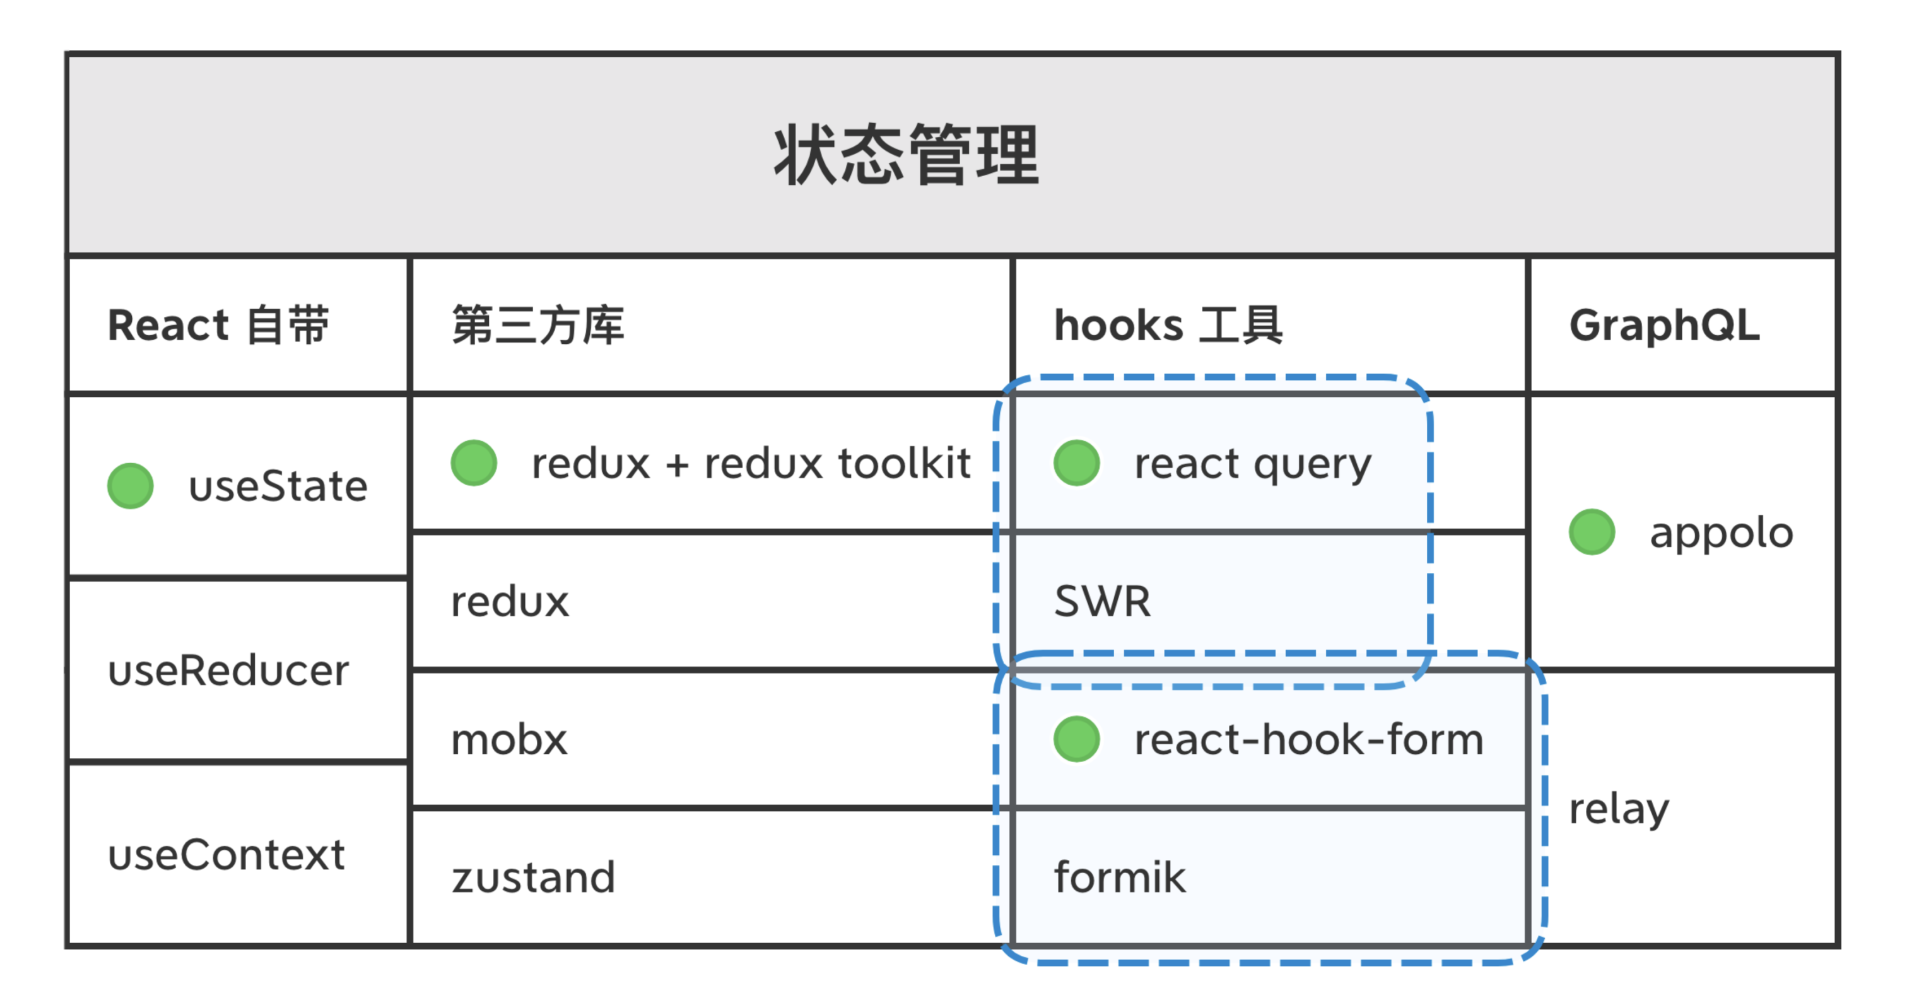 状态管理
React 自带
第三方库
hooks 工具
GraphQL
useState
redux + redux toolkit
react query
appolo
redux
SWR
useReducer
mobx
react-hook-form
relay
useContext
zustand
formik